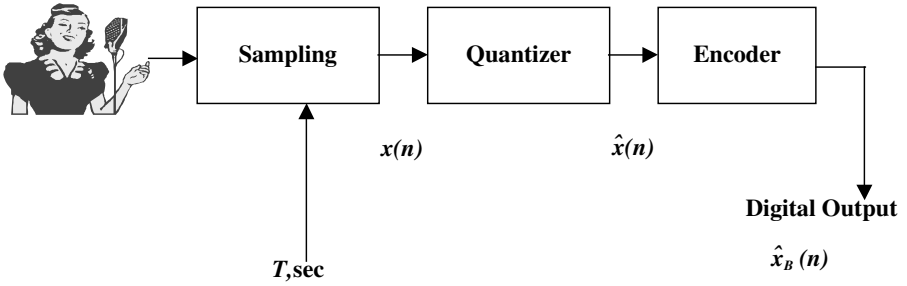 Sampling
Quantizer
Encoder
x(n)
x̂(n)
Digital Output
x̂_B (n)
T,sec